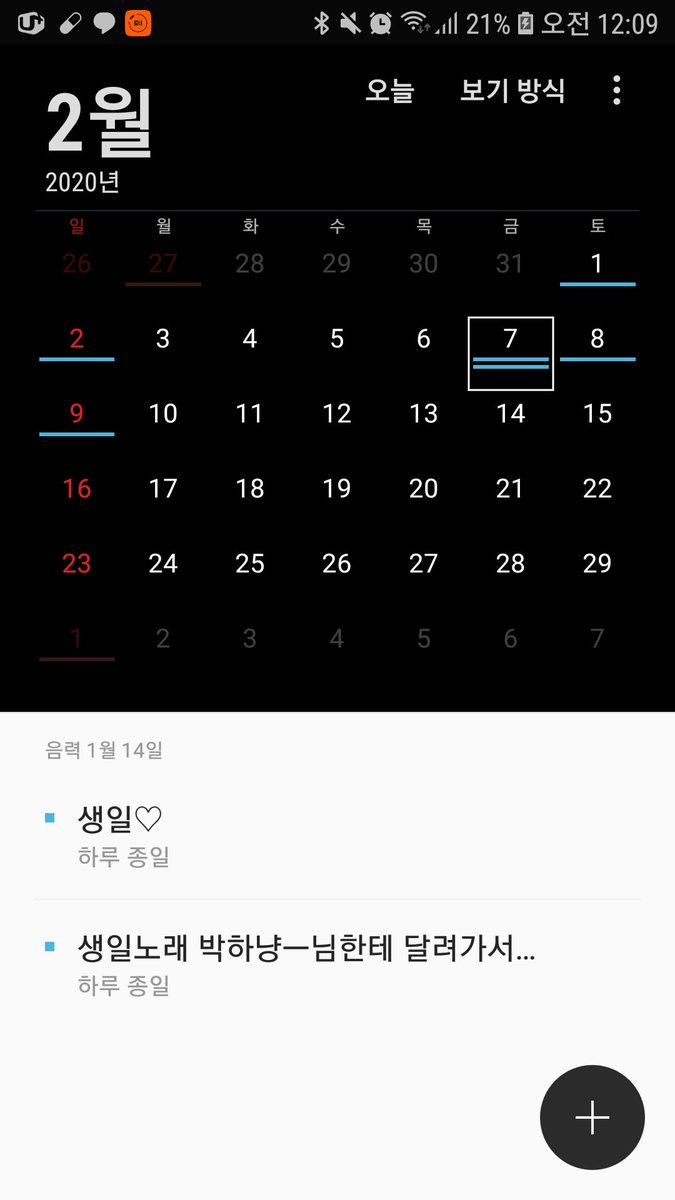 21% 오전 12:09
오늘 보기 방식
2월
2020년
일 월 화 수 목 금 토
26 27 28 29 30 31 1
2 3 4 5 6 7 8
9 10 11 12 13 14 15
16 17 18 19 20 21 22
23 24 25 26 27 28 29
1 2 3 4 5 6 7
음력 1월 14일
생일♡
하루 종일
생일노래 박하냥ㅡ님한테 달려가서...
하루 종일